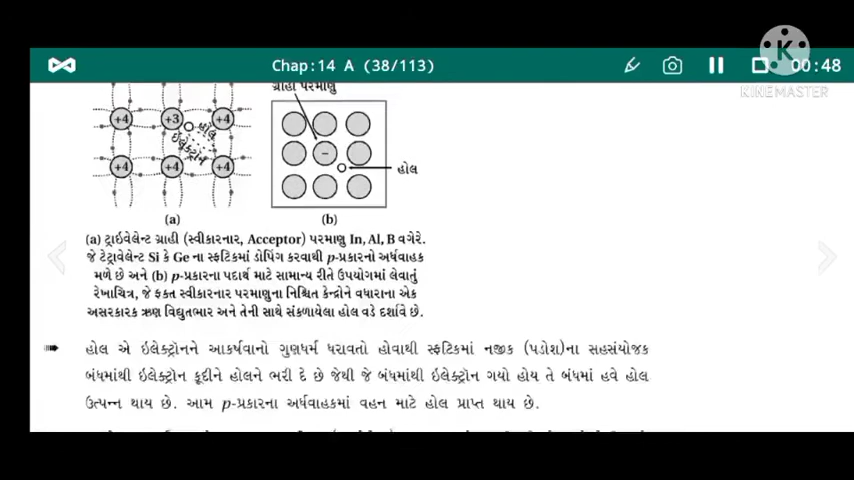 Chap:14 A (38/113)
00:48
KINEMASTER
ગ્રાહી પરમાણુ
+4 +3 +4
હોલ
ઇલેક્ટ્રૉન
+4 +4 +4
–
હોલ
(a) (b)
(a) ટ્રાઇવેલેન્ટ ગ્રાહી (સ્વીકારનાર, Acceptor) પરમાણુ In, Al, B વગેરે.
જે ટેટ્રાવેલેન્ટ Si કે Ge ના સ્ફટિકમાં ડોપિંગ કરવાથી p-પ્રકારનો અર્ધવાહક
મળે છે અને (b) p-પ્રકારના પદાર્થ માટે સામાન્ય રીતે ઉપયોગમાં લેવાતું
રેખાચિત્ર, જે ફક્ત સ્વીકારનાર પરમાણુના નિશ્ચિત કેન્દ્રોને વધારાના એક
અસરકારક ઋણ વિદ્યુતભાર અને તેની સાથે સંકળાયેલા હોલ વડે દર્શાવે છે.
હોલ એ ઇલેક્ટ્રૉનને આકર્ષવાનો ગુણધર્મ ધરાવતો હોવાથી સ્ફટિકમાં નજીક (પડોશ)ના સહસંયોજક
બંધમાંથી ઇલેક્ટ્રૉન કૂદીને હોલને ભરી દે છે જેથી જે બંધમાંથી ઇલેક્ટ્રૉન ગયો હોય તે બંધમાં હવે હોલ
ઉત્પન્ન થાય છે. આમ p-પ્રકારના અર્ધવાહકમાં વહન માટે હોલ પ્રાપ્ત થાય છે.